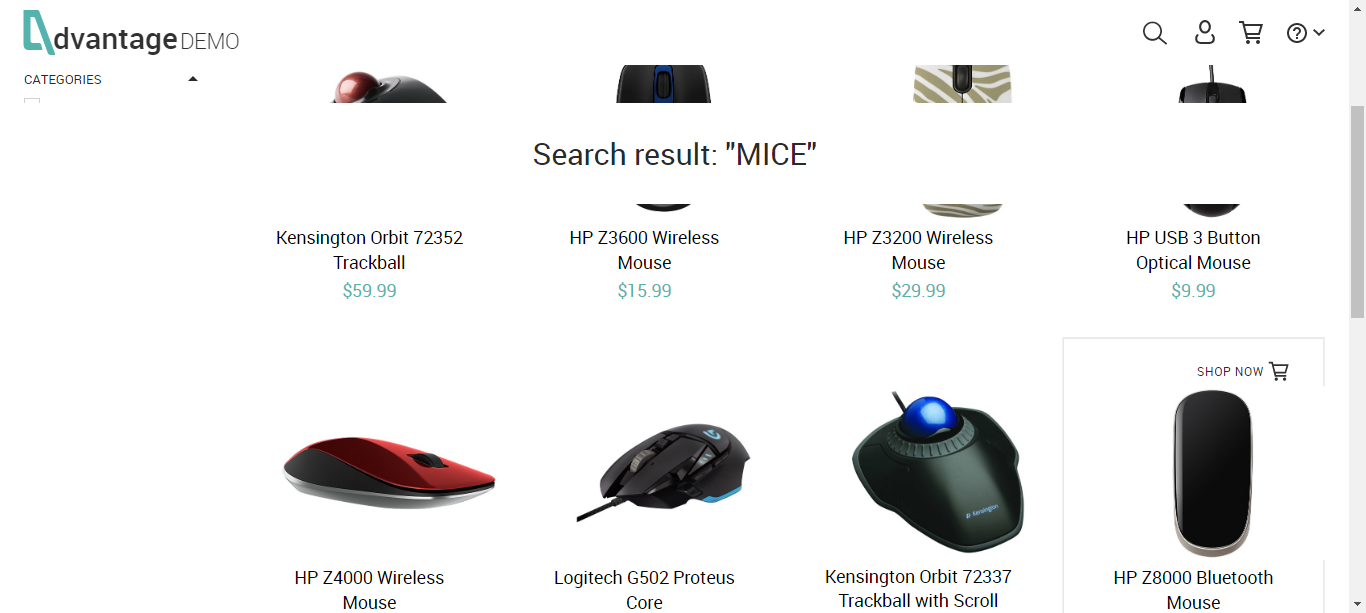 dvantage DEMO
CATEGORIES
Search result: "MICE"
Kensington Orbit 72352
Trackball
$59.99
HP Z3600 Wireless
Mouse
$15.99
HP Z3200 Wireless
Mouse
$29.99
HP USB 3 Button
Optical Mouse
$9.99
SHOP NOW
Kensington
HP Z4000 Wireless
Mouse
Logitech G502 Proteus
Core
Kensington Orbit 72337
Trackball with Scroll
HP Z8000 Bluetooth
Mouse